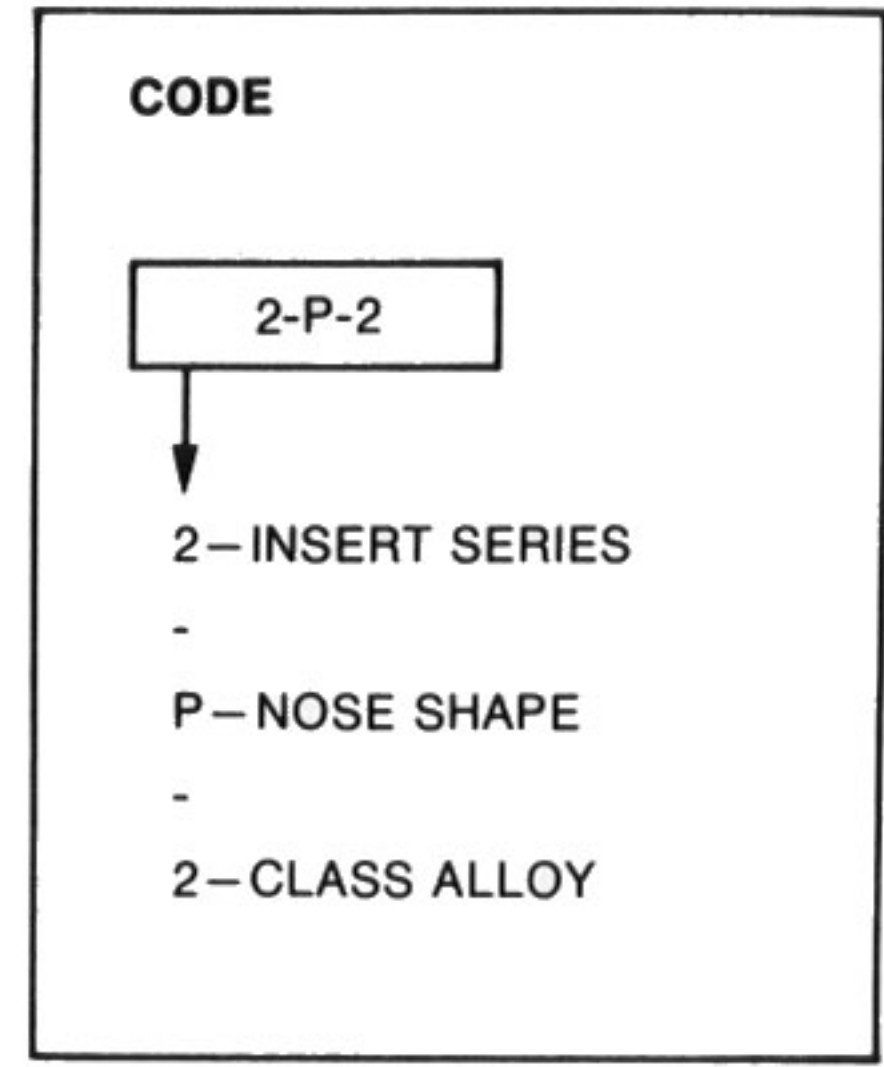 CODE
2-P-2
2—INSERT SERIES
-
P—NOSE SHAPE
-
2—CLASS ALLOY